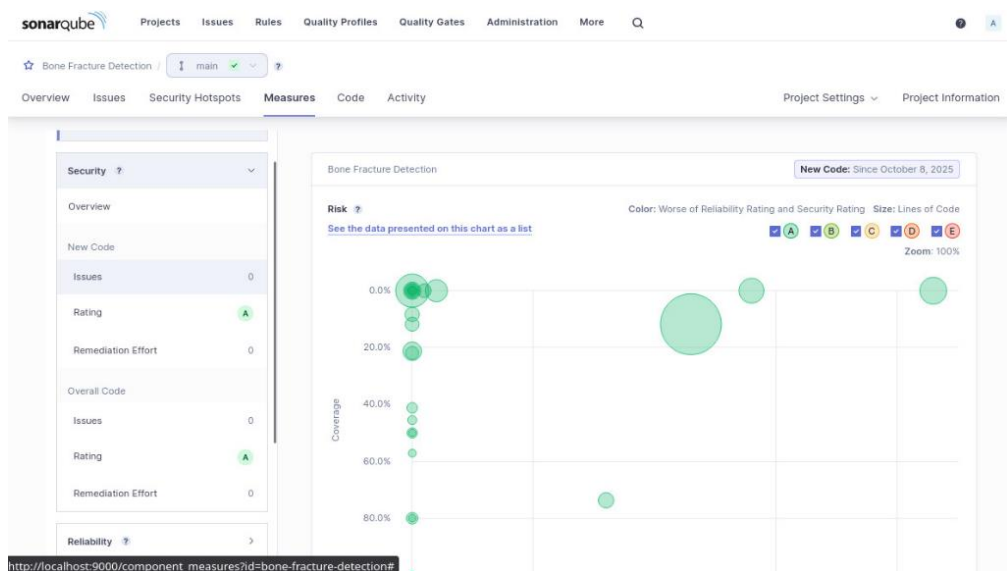 sonarqube Projects Issues Rules Quality Profiles Quality Gates Administration More ? A
Bone Fracture Detection / main ?
Overview Issues Security Hotspots Measures Code Activity Project Settings Project Information
Security ?
Overview
New Code
Issues 0
Rating A
Remediation Effort 0
Overall Code
Issues 0
Rating A
Remediation Effort 0
Reliability ?
Bone Fracture Detection New Code: Since October 8, 2025
Risk ? Color: Worse of Reliability Rating and Security Rating Size: Lines of Code
See the data presented on this chart as a list A B C D E
Zoom: 100%
0.0%
20.0%
40.0%
60.0%
80.0%
Coverage
http://localhost:9000/component_measures?id=bone-fracture-detection#